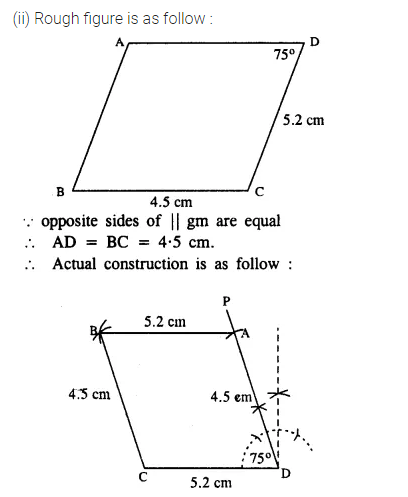 (ii) Rough figure is as follow :
A D
75°
5.2 cm
B C
4.5 cm
∵ opposite sides of || gm are equal
∴ AD = BC = 4·5 cm.
∴ Actual construction is as follow :
P
5.2 cm
B A
4.5 cm 4.5 cm
75°
C D
5.2 cm